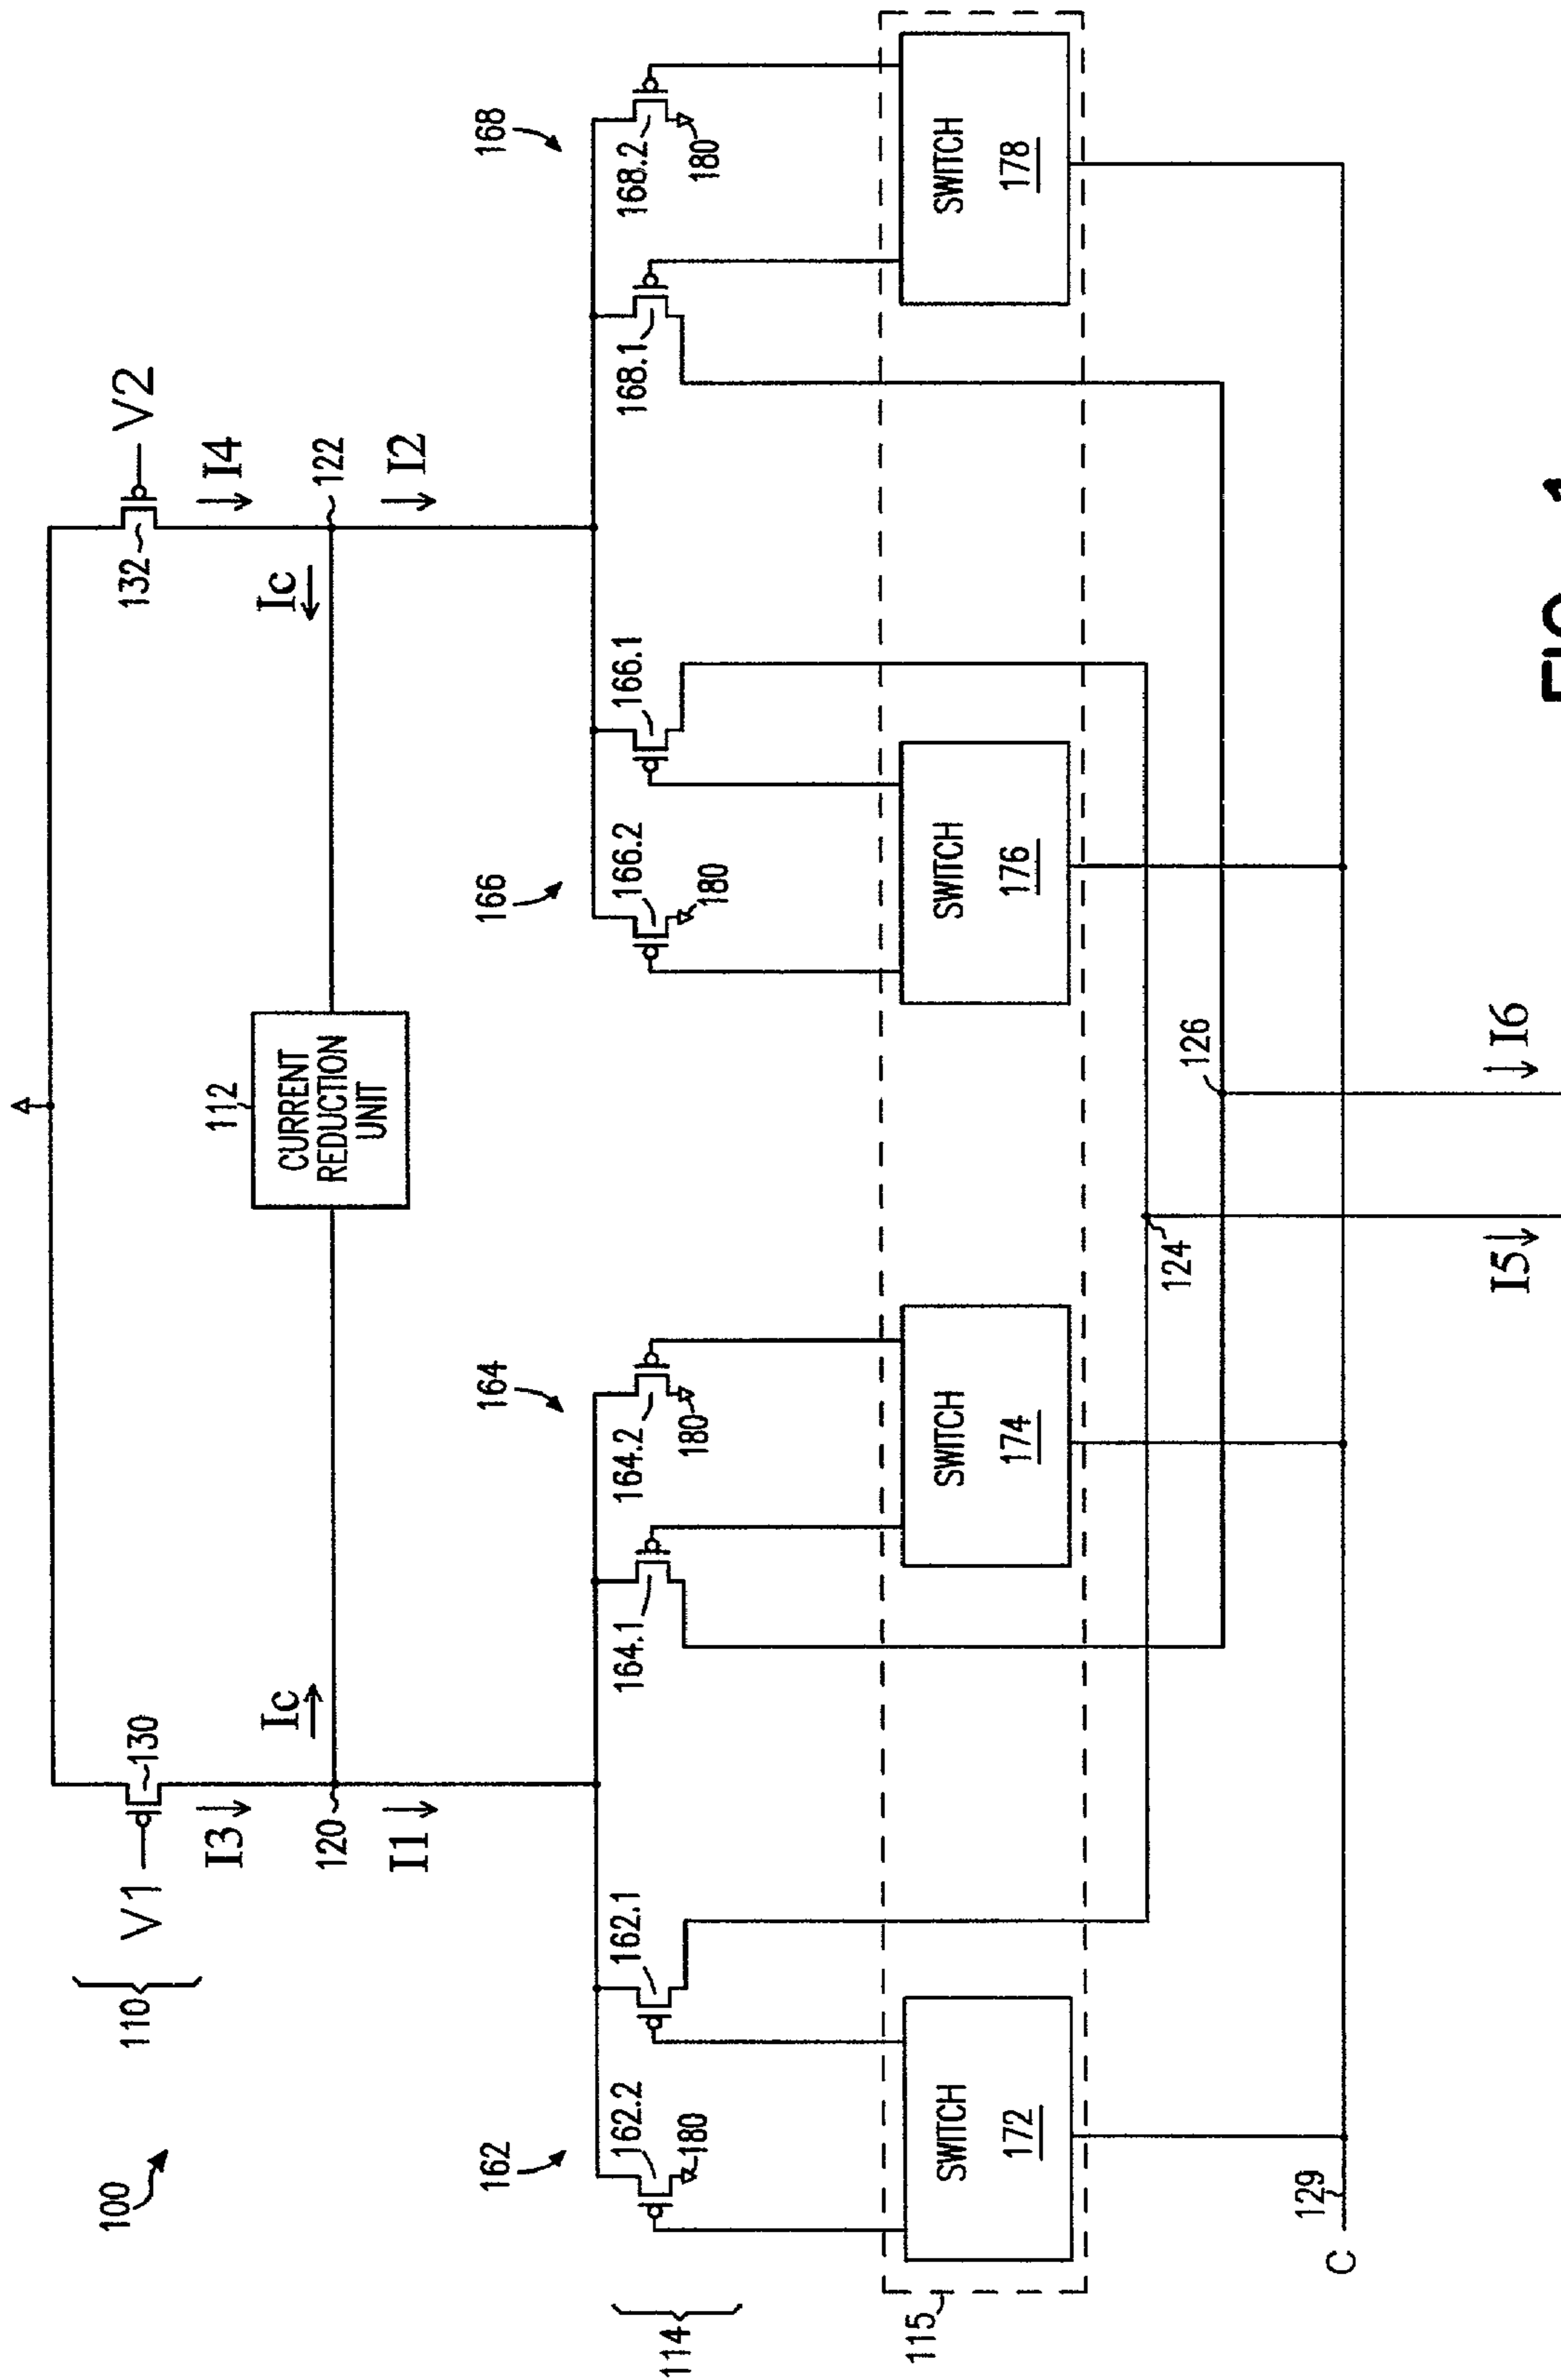 100
110
V1
130
132
V2
I3
I4
Ic
Ic
112
CURRENT
REDUCTION
UNIT
120
122
I1
I2
162
164
166
168
114
162.2
162.1
164.1
164.2
166.2
166.1
168.1
168.2
180
180
180
180
115
SWITCH
172
SWITCH
174
SWITCH
176
SWITCH
178
124
126
129
C
I5
I6